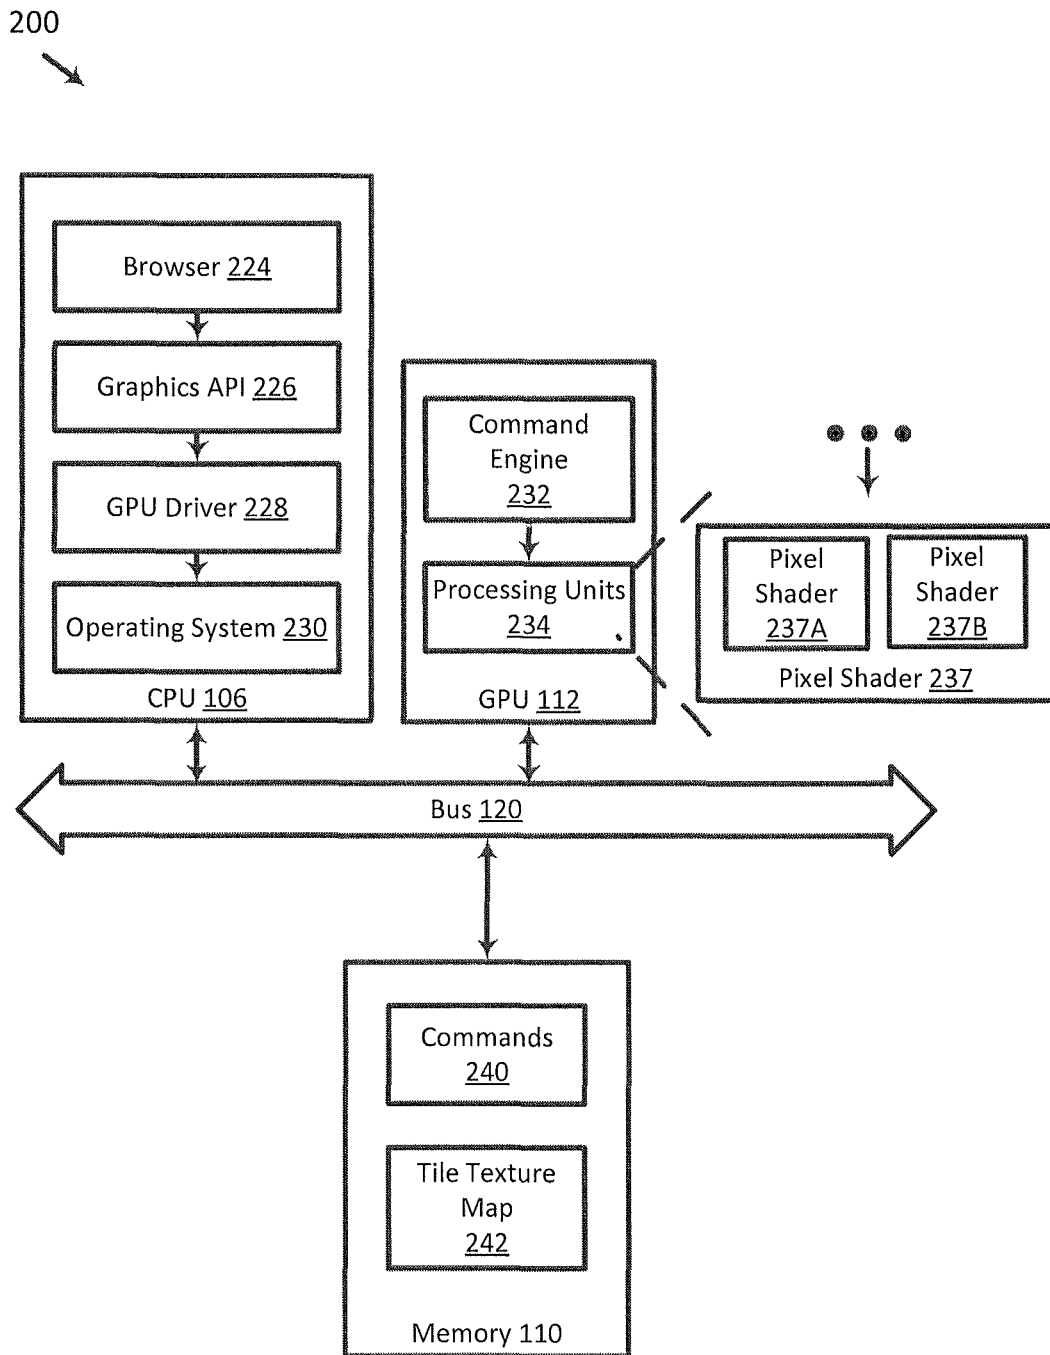 200
Browser 224
Graphics API 226
GPU Driver 228
Operating System 230
CPU 106
Command
Engine
232
Processing Units
234
GPU 112
Pixel
Shader
237A
Pixel
Shader
237B
Pixel Shader 237
Bus 120
Commands
240
Tile Texture
Map
242
Memory 110